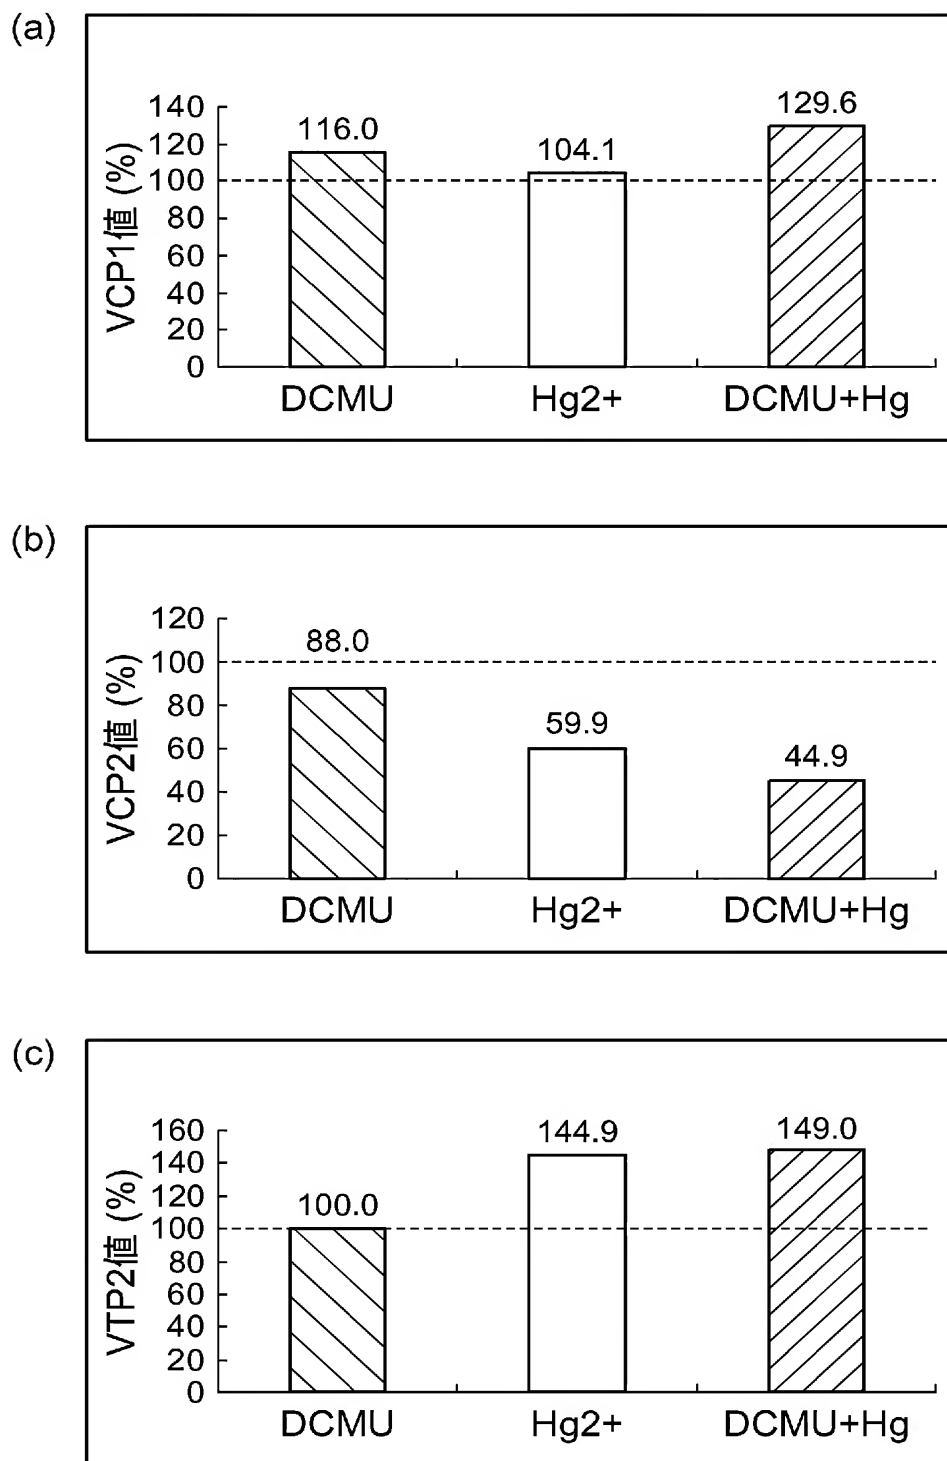 (a)
VCP1値 (%)
140
120
100
80
60
40
20
0
116.0
104.1
129.6
DCMU
Hg2+
DCMU+Hg
(b)
VCP2値 (%)
120
100
80
60
40
20
0
88.0
59.9
44.9
DCMU
Hg2+
DCMU+Hg
(c)
VTP2値 (%)
160
140
120
100
80
60
40
20
0
100.0
144.9
149.0
DCMU
Hg2+
DCMU+Hg